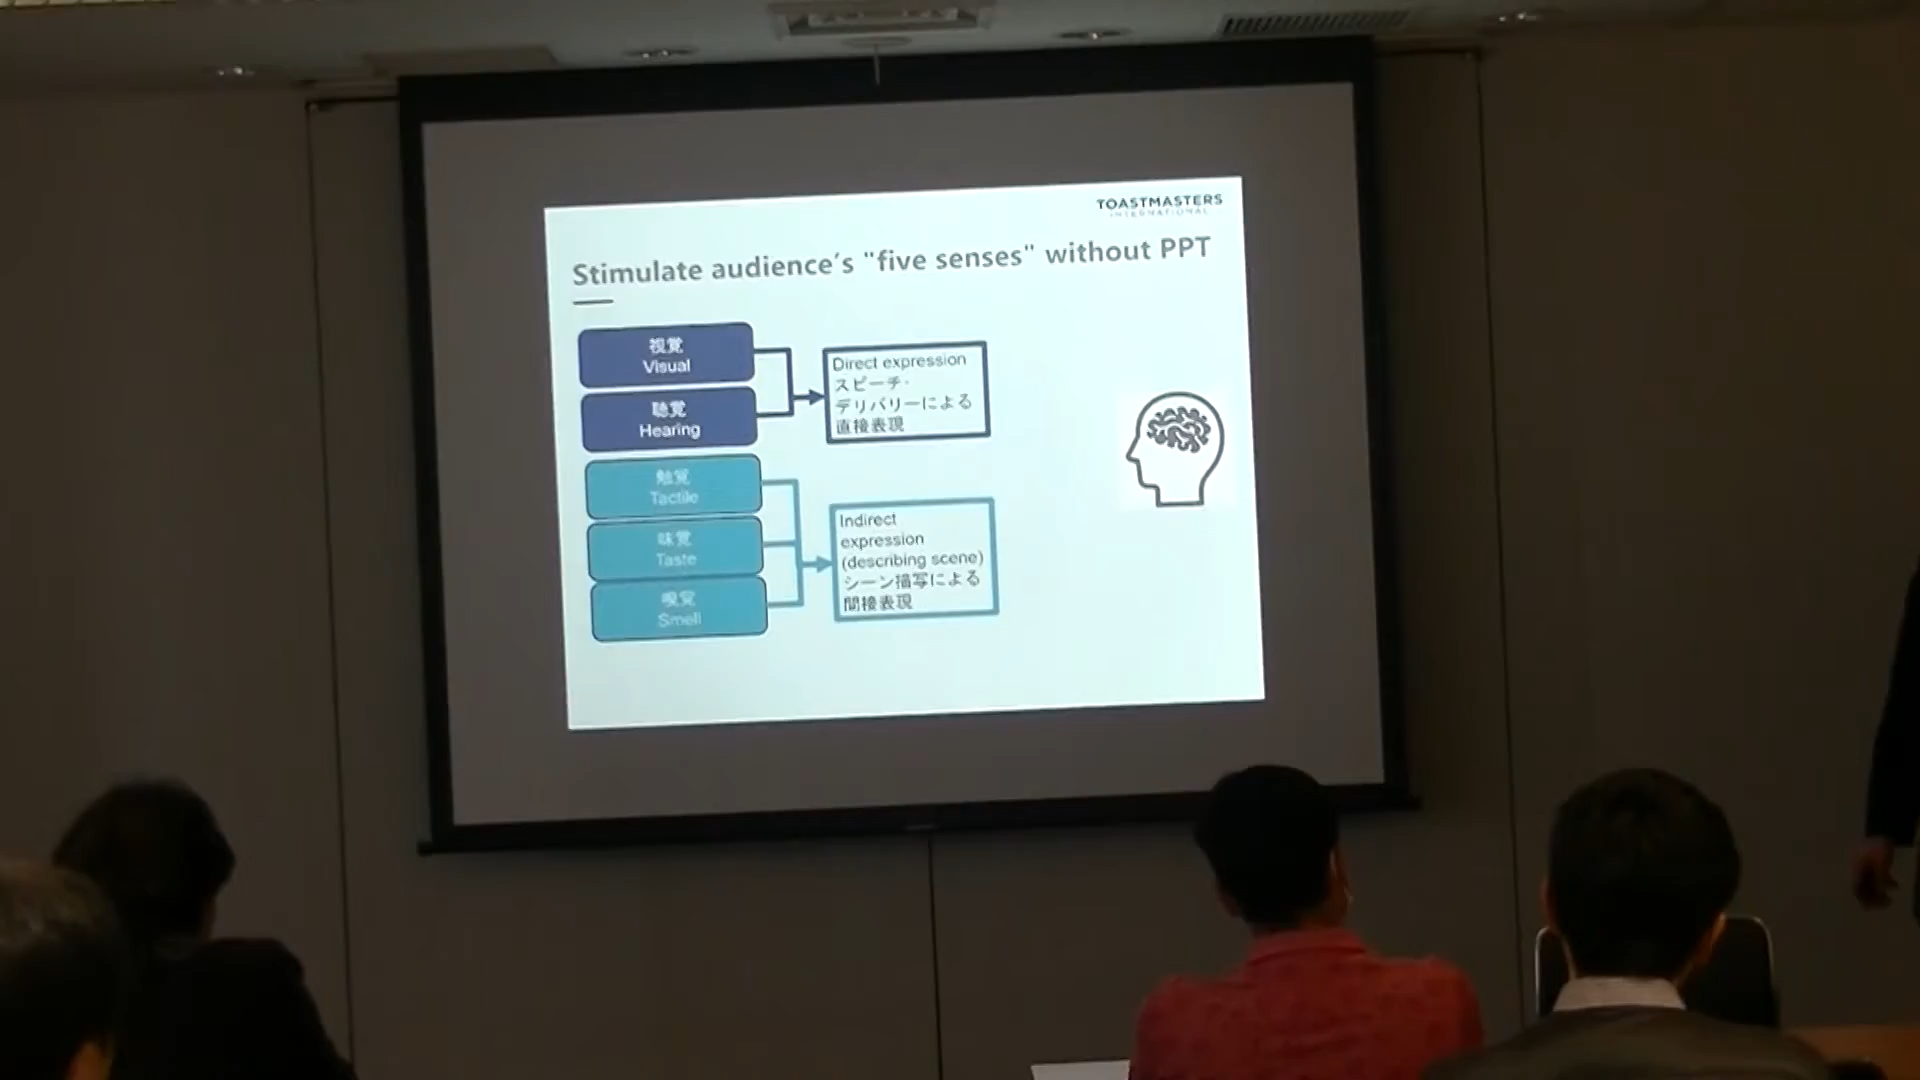 TOASTMASTERS
INTERNATIONAL
Stimulate audience's "five senses" without PPT
視覚
Visual
聴覚
Hearing
触覚
Tactile
味覚
Taste
嗅覚
Smell
Direct expression
スピーチ・
デリバリーによる
直接表現
Indirect
expression
(describing scene)
シーン描写による
間接表現